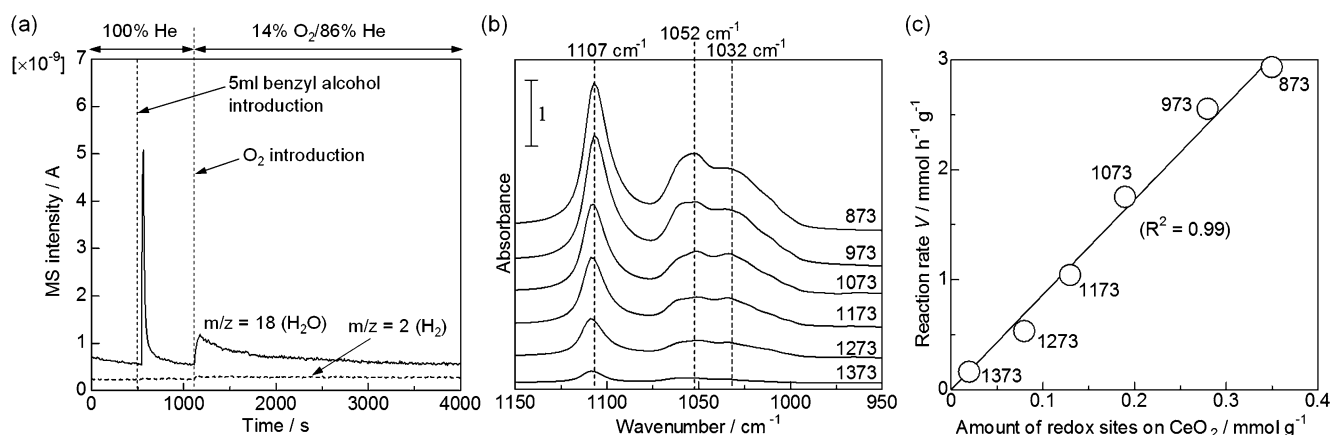 (a)
100% He
14% O₂/86% He
[×10⁻⁹]
7
6
5
4
3
2
1
0
MS intensity / A
5ml benzyl alcohol
introduction
O₂ introduction
m/z = 18 (H₂O)
m/z = 2 (H₂)
0
1000
2000
3000
4000
Time / s
(b)
1107 cm⁻¹
1052 cm⁻¹
1032 cm⁻¹
1
Absorbance
873
973
1073
1173
1273
1373
1150
1100
1050
1000
950
Wavenumber / cm⁻¹
(c)
3
2
1
0
Reaction rate V / mmol h⁻¹ g⁻¹
873
973
1073
(R² = 0.99)
1173
1273
1373
0
0.1
0.2
0.3
0.4
Amount of redox sites on CeO₂ / mmol g⁻¹